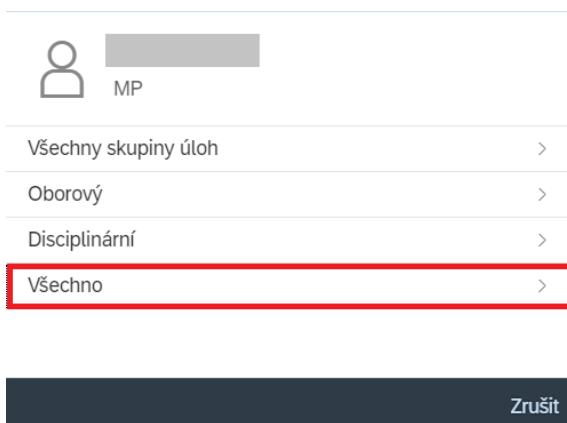 MP
Všechny skupiny úloh
Oborový
Disciplinární
Všechno
Zrušit